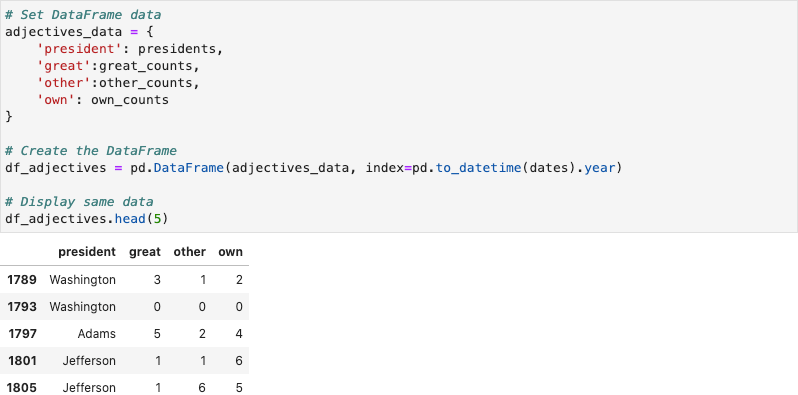 # Set DataFrame data
adjectives_data = {
    'president': presidents,
    'great':great_counts,
    'other':other_counts,
    'own': own_counts
}
# Create the DataFrame
df_adjectives = pd.DataFrame(adjectives_data, index=pd.to_datetime(dates).year)
# Display same data
df_adjectives.head(5)
president great other own
1789 Washington 3 1 2
1793 Washington 0 0 0
1797 Adams 5 2 4
1801 Jefferson 1 1 6
1805 Jefferson 1 6 5